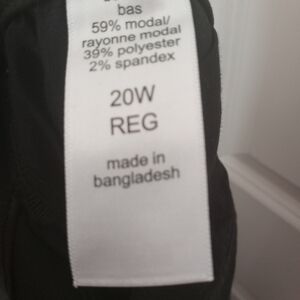 bas
59% modal/
rayonne modal
39% polyester
2% spandex
20W
REG
made in
bangladesh